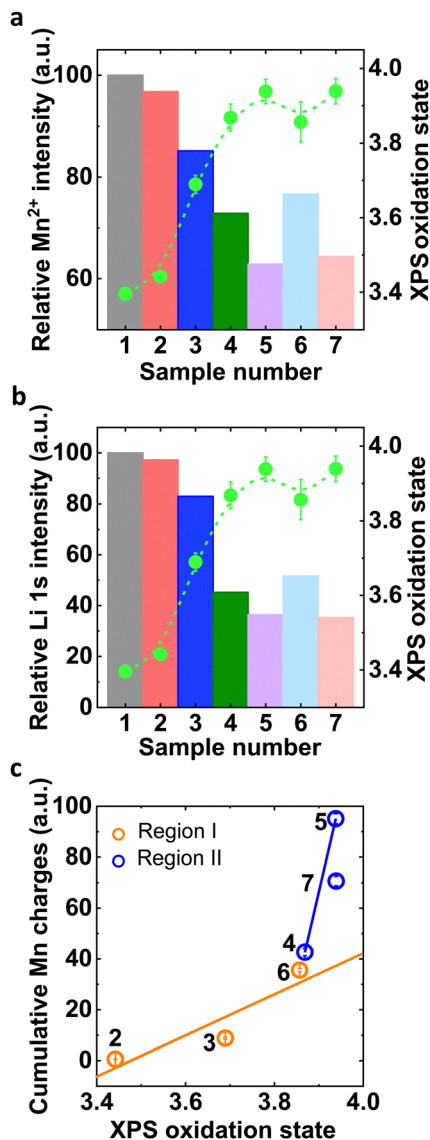 a
Relative Mn²⁺ intensity (a.u.)
100
80
60
4.0
3.8
3.6
3.4
XPS oxidation state
1 2 3 4 5 6 7
Sample number
b
Relative Li 1s intensity (a.u.)
100
80
60
40
20
0
4.0
3.8
3.6
3.4
XPS oxidation state
1 2 3 4 5 6 7
Sample number
c
Cumulative Mn charges (a.u.)
100
80
60
40
20
0
Region I
Region II
5
7
4
6
3
2
3.4 3.6 3.8 4.0
XPS oxidation state